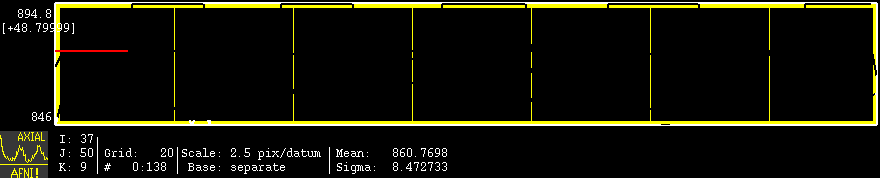 894.8
[+48.79999]
846
AXIAL
AFNI!
I: 37
J: 50 Grid: 20 Scale: 2.5 pix/datum Mean: 860.7698
K: 9 # 0:138 Base: separate Sigma: 8.472733